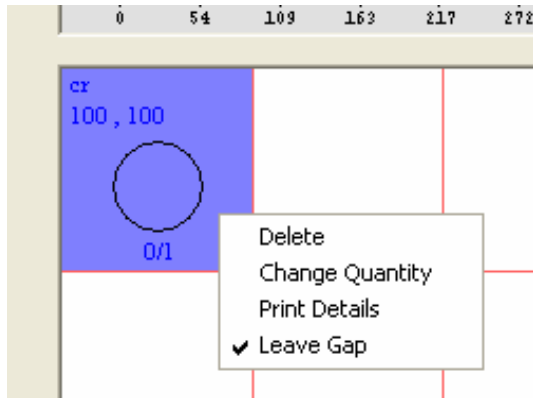 0 54 109 163 217 272
cr
100 , 100
0/1
Delete
Change Quantity
Print Details
Leave Gap